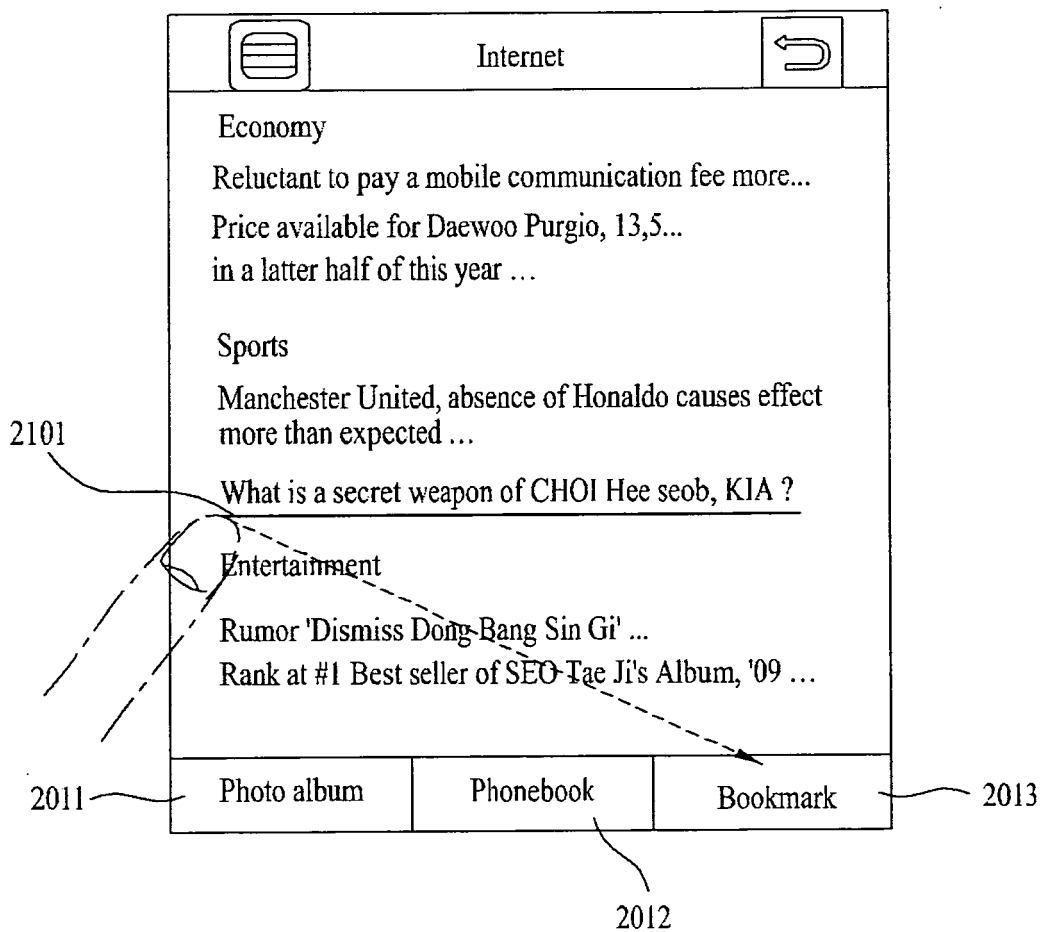 Internet
Economy
Reluctant to pay a mobile communication fee more...
Price available for Daewoo Purgio, 13,5...
in a latter half of this year ...
Sports
Manchester United, absence of Honaldo causes effect
more than expected ...
2101
What is a secret weapon of CHOI Hee seob, KIA ?
Entertainment
Rumor 'Dismiss Dong Bang Sin Gi' ...
Rank at #1 Best seller of SEO Tae Ji's Album, '09 ...
2011
Photo album
Phonebook
Bookmark
2013
2012